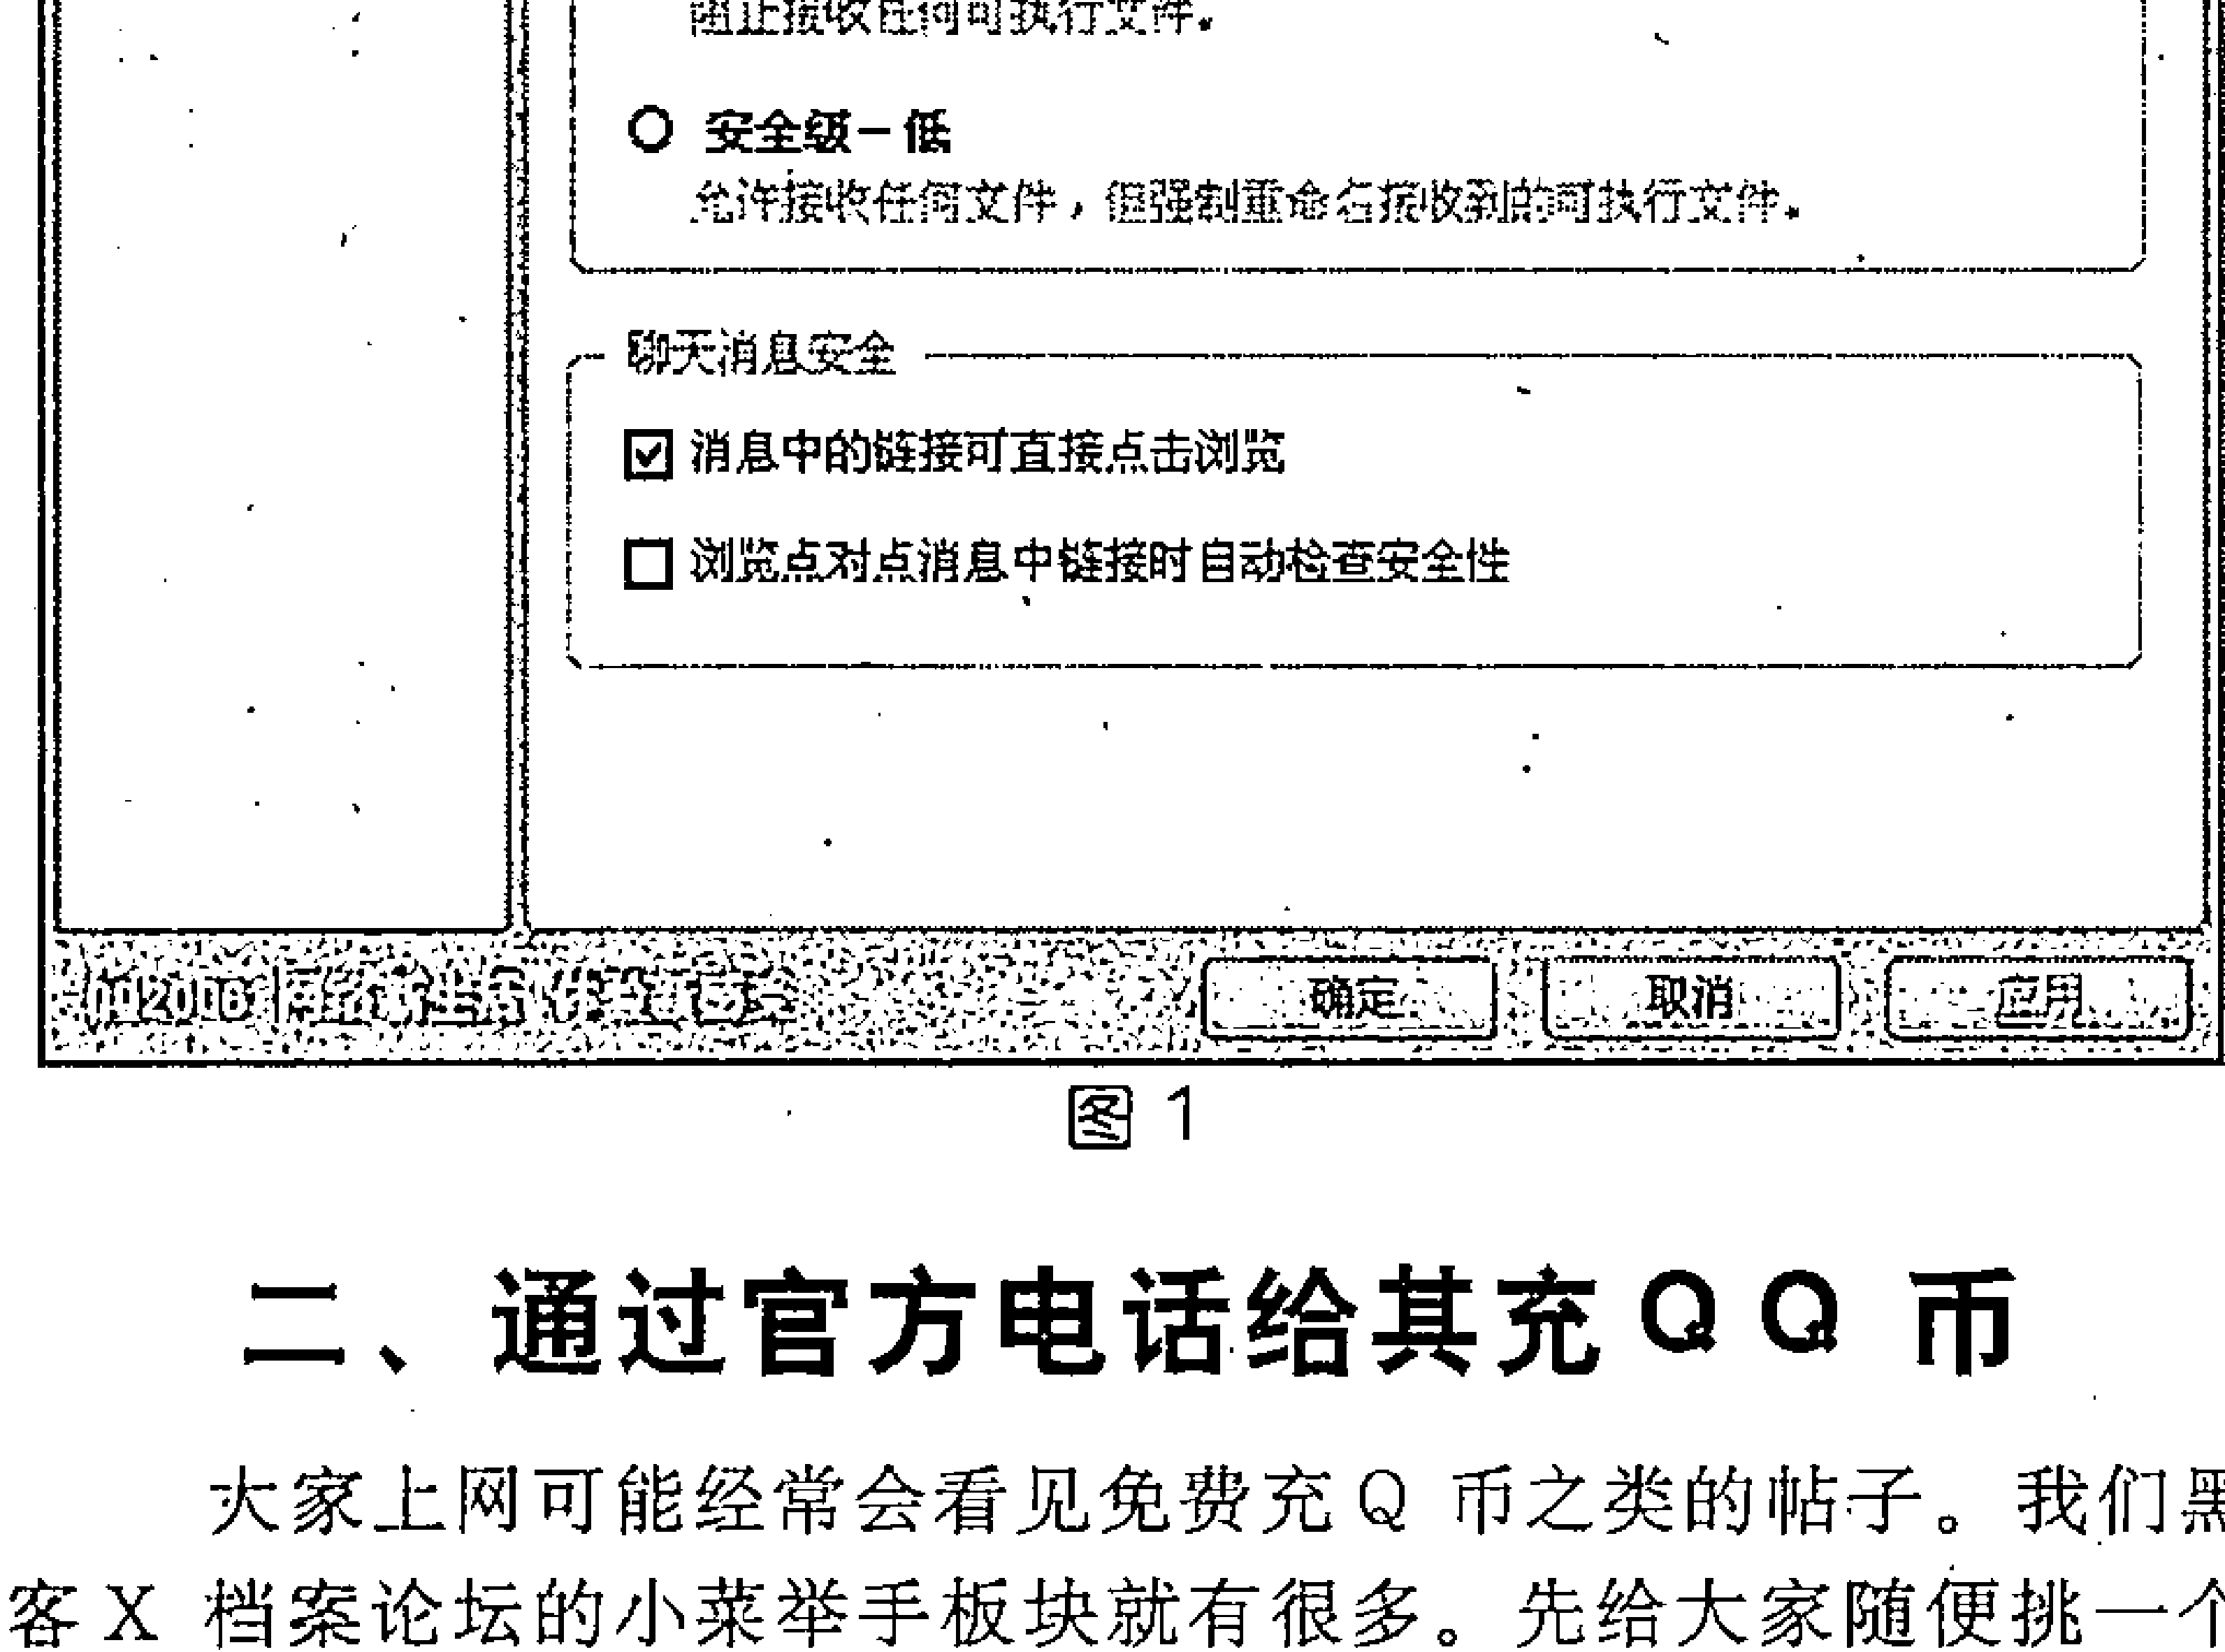 阻止接收任何可执行文件。
安全级－低
允许接收任何文件，但强制重命名接收到的可执行文件。
聊天消息安全
消息中的链接可直接点击浏览
浏览点对点消息中链接时自动检查安全性
确定 取消 应用
图 1
二、通过官方电话给其充QQ 币
大家上网可能经常会看见免费充Q 币之类的帖子。我们黑
客X 档案论坛的小菜举手板块就有很多。先给大家随便挑一个